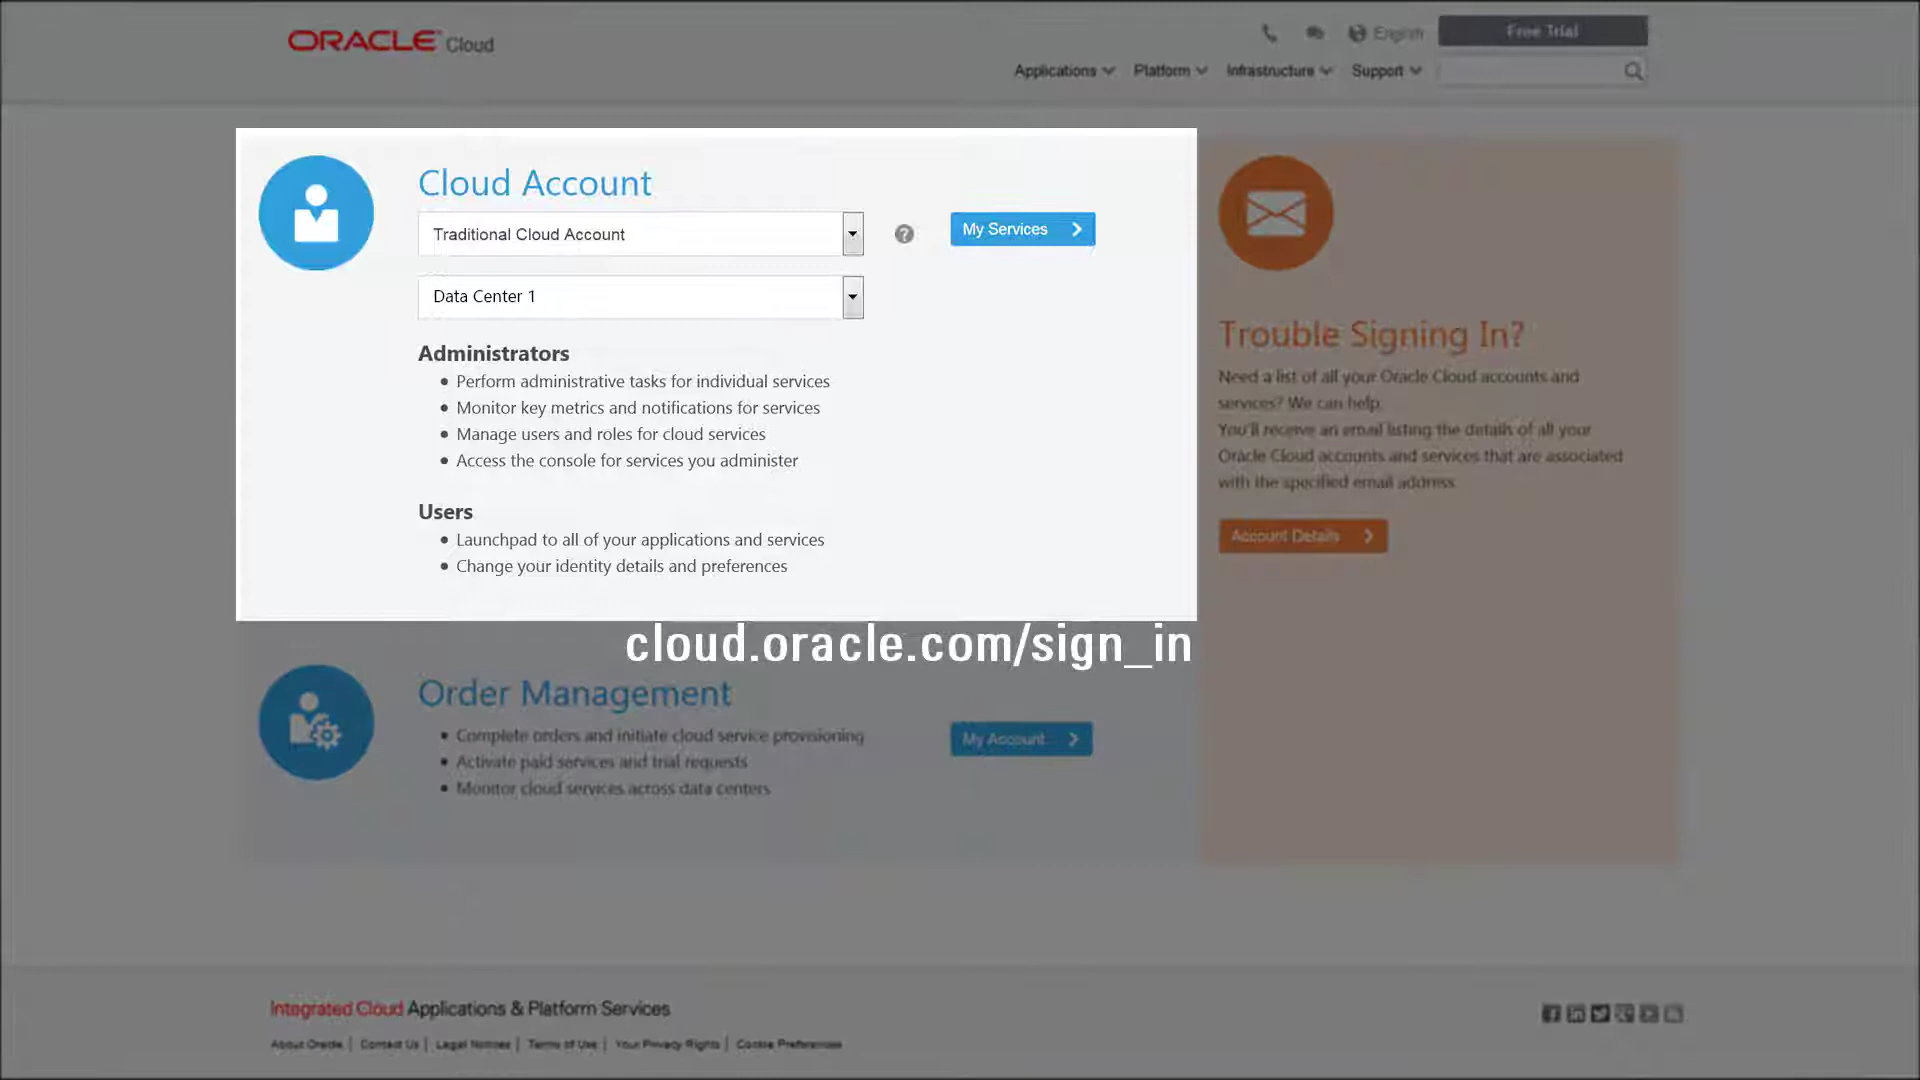 ORACLE Cloud
English
Free Trial
Applications
Platform
Infrastructure
Support
Cloud Account
Traditional Cloud Account
My Services
Data Center 1
Administrators
Perform administrative tasks for individual services
Monitor key metrics and notifications for services
Manage users and roles for cloud services
Access the console for services you administer
Users
Launchpad to all of your applications and services
Change your identity details and preferences
Trouble Signing In?
Need a list of all your Oracle Cloud accounts and
services? We can help.
You'll receive an email listing the details of all your
Oracle Cloud accounts and services that are associated
with the specified email address.
Account Details
cloud.oracle.com/sign_in
Order Management
Complete orders and initiate cloud service provisioning
Activate paid services and trial requests
Monitor cloud services across data centers
My Account
Integrated Cloud Applications & Platform Services
About Oracle | Contact Us | Legal Notices | Terms of Use | Your Privacy Rights | Cookie Preferences